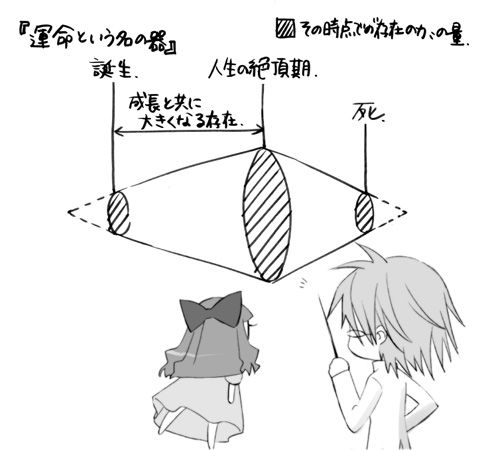 『運命という名の器』
▨その時点での存在の力の量.
誕生.
人生の絶頂期.
成長と共に
大きくなる存在.
死.